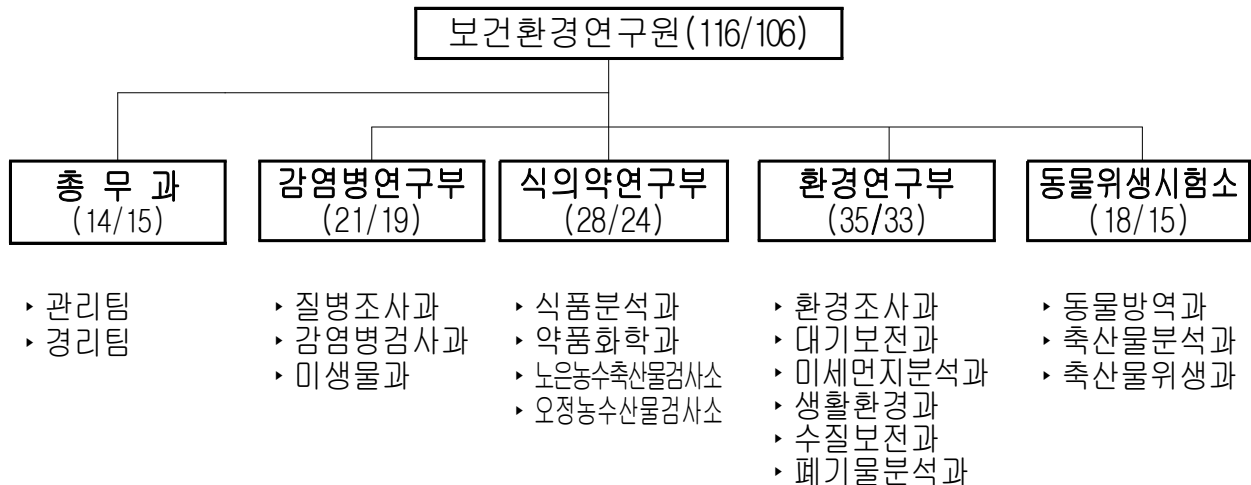 보건환경연구원(116/106)
총 무 과
(14/15)
▸ 관리팀
▸ 경리팀
감염병연구부
(21/19)
▸ 질병조사과
▸ 감염병검사과
▸ 미생물과
식의약연구부
(28/24)
▸ 식품분석과
▸ 약품화학과
▸ 노은농수축산물검사소
▸ 오정농수산물검사소
환경연구부
(35/33)
▸ 환경조사과
▸ 대기보전과
▸ 미세먼지분석과
▸ 생활환경과
▸ 수질보전과
▸ 폐기물분석과
동물위생시험소
(18/15)
▸ 동물방역과
▸ 축산물분석과
▸ 축산물위생과